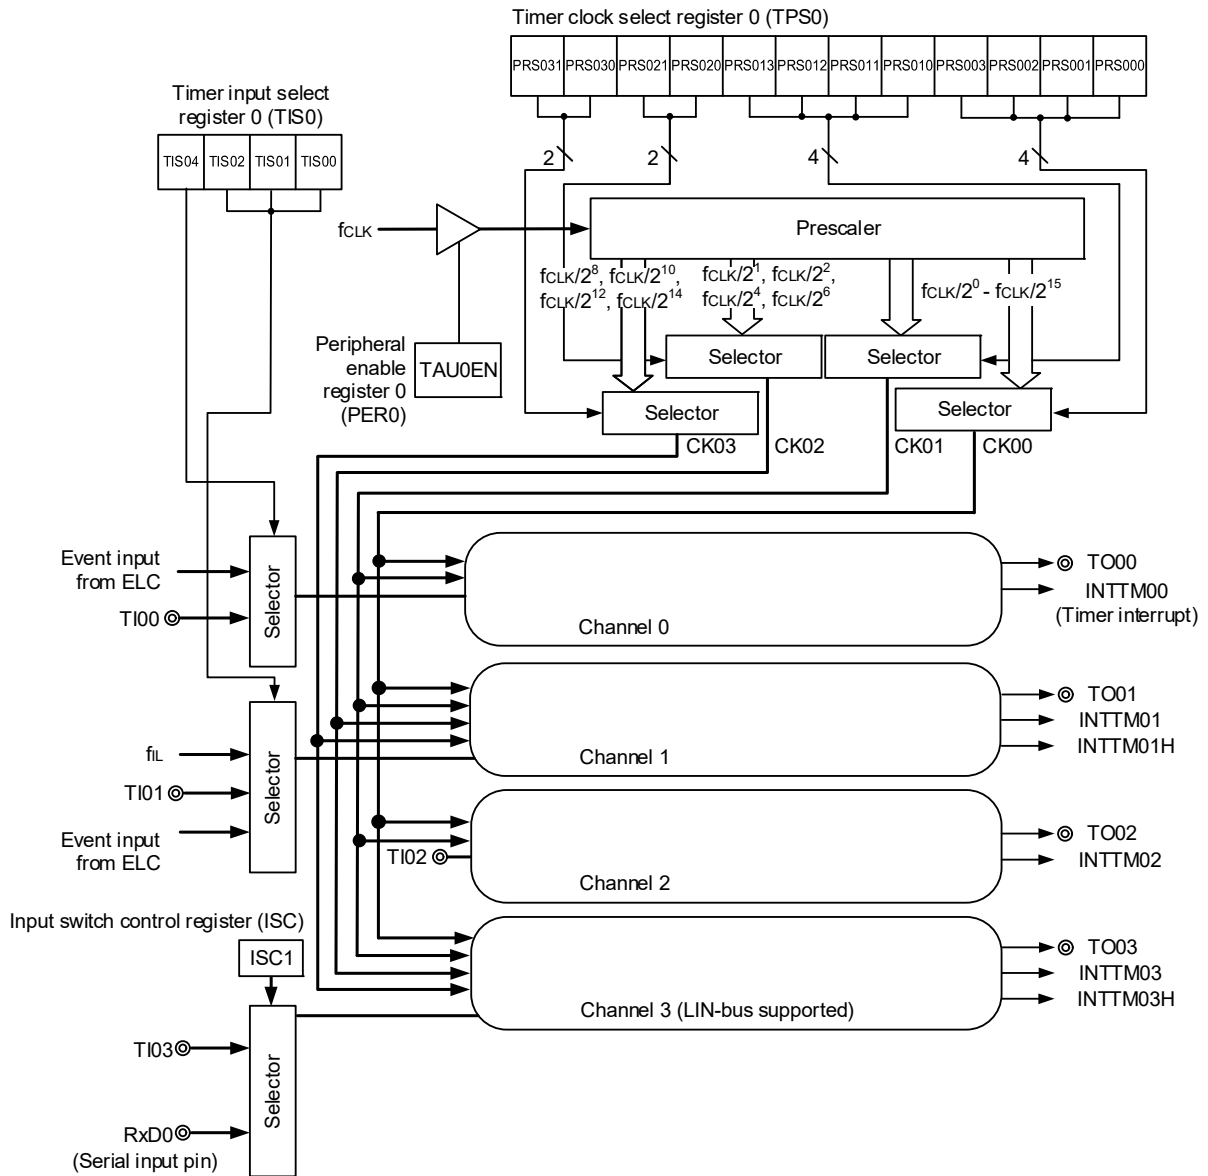 Timer clock select register 0 (TPS0)
PRS031 PRS030 PRS021 PRS020 PRS013 PRS012 PRS011 PRS010 PRS003 PRS002 PRS001 PRS000
Timer input select
register 0 (TIS0)
TIS04 TIS02 TIS01 TIS00
2 2 4 4
fCLK
Prescaler
fCLK/2^8, fCLK/2^10,
fCLK/2^12, fCLK/2^14
fCLK/2^1, fCLK/2^2,
fCLK/2^4, fCLK/2^6
fCLK/2^0 - fCLK/2^15
Peripheral
enable
register 0
(PER0)
TAU0EN
Selector
Selector
Selector
Selector
CK03 CK02 CK01 CK00
Event input
from ELC
TI00
Selector
Channel 0
TO00
INTTM00
(Timer interrupt)
fIL
TI01
Event input
from ELC
Selector
Channel 1
TO01
INTTM01
INTTM01H
TI02
Channel 2
TO02
INTTM02
Input switch control register (ISC)
ISC1
TI03
RxD0
(Serial input pin)
Selector
Channel 3 (LIN-bus supported)
TO03
INTTM03
INTTM03H